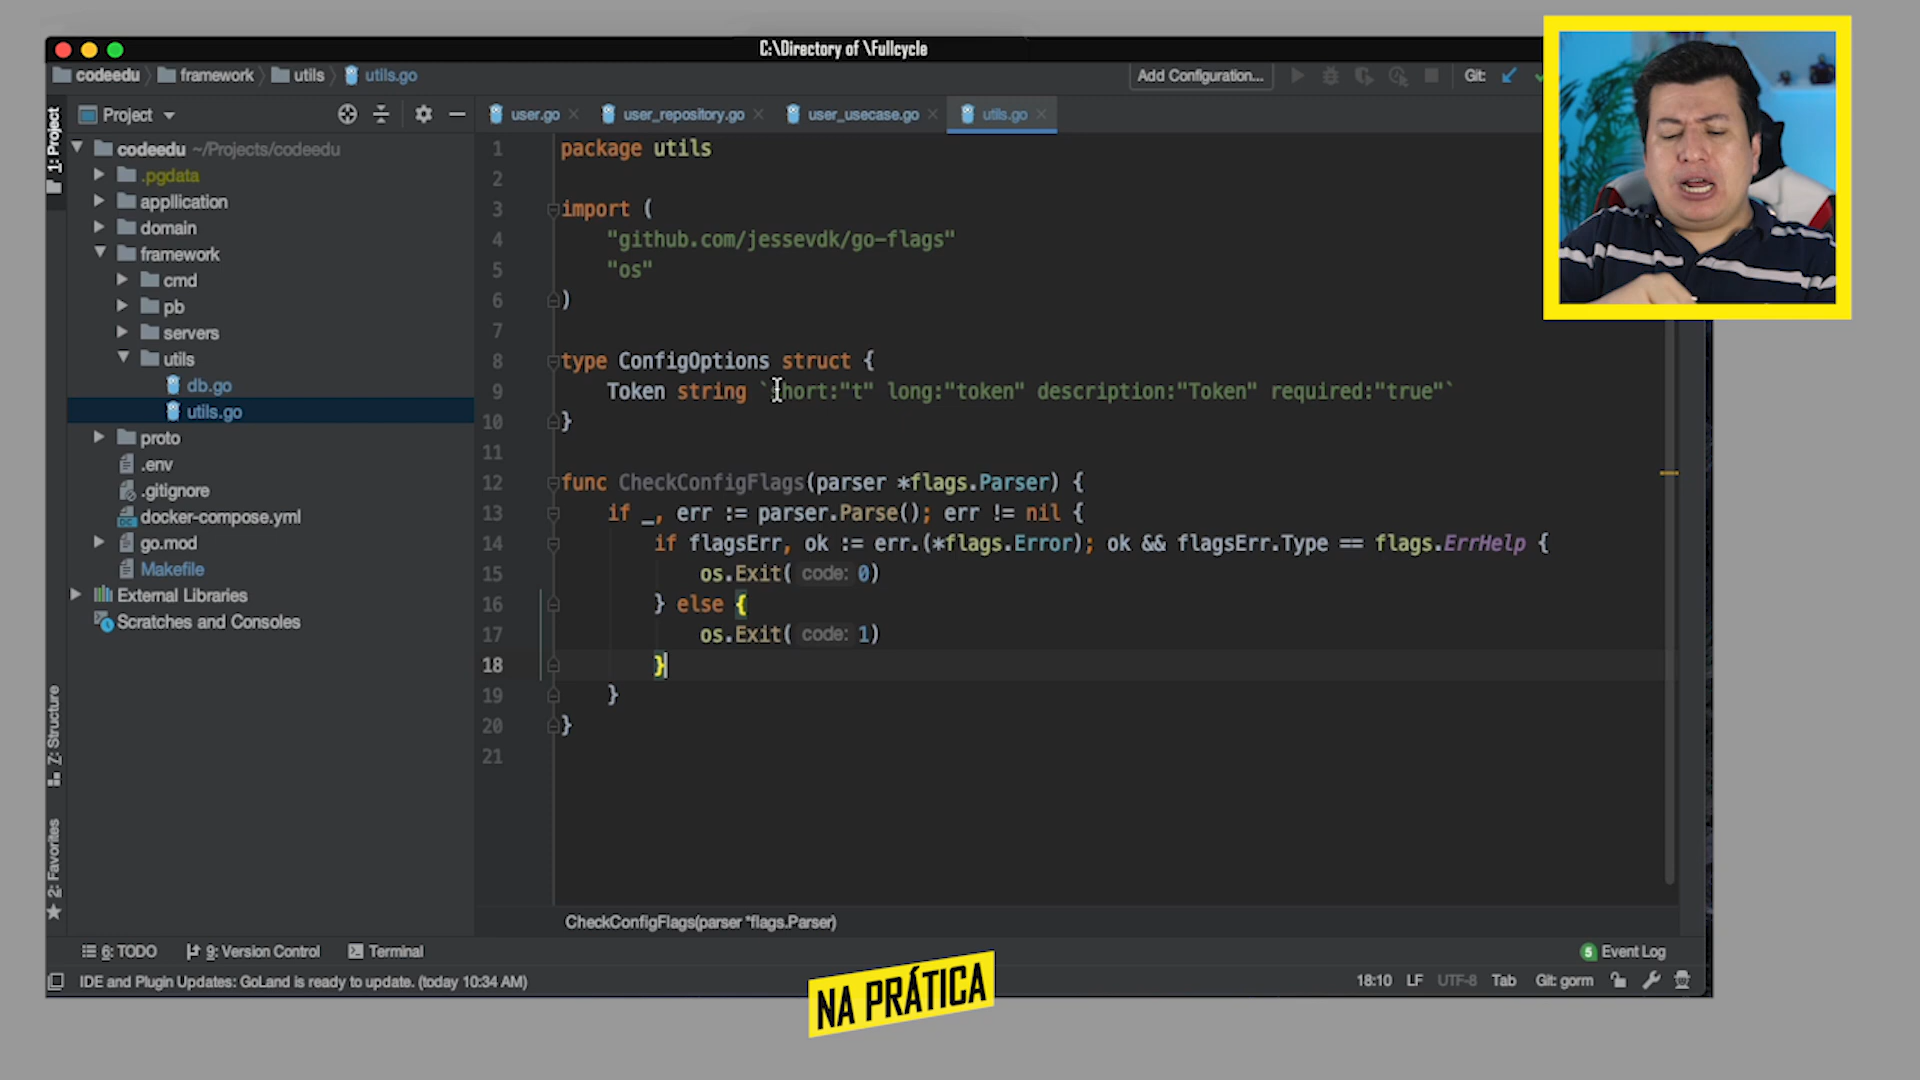 C:\Directory of \Fullcycle
codeedu framework utils utils.go
Add Configuration... Git:
1: Project
Project
user.go user_repository.go user_usecase.go utils.go
codeedu ~/Projects/codeedu
.pgdata
appllication
domain
framework
cmd
pb
servers
utils
db.go
utils.go
proto
.env
.gitignore
docker-compose.yml
go.mod
Makefile
External Libraries
Scratches and Consoles
1 package utils
2
3 import (
4 "github.com/jessevdk/go-flags"
5 "os"
6 )
7
8 type ConfigOptions struct {
9 Token string `short:"t" long:"token" description:"Token" required:"true"`
10 }
11
12 func CheckConfigFlags(parser *flags.Parser) {
13 if _, err := parser.Parse(); err != nil {
14 if flagsErr, ok := err.(*flags.Error); ok && flagsErr.Type == flags.ErrHelp {
15 os.Exit( code: 0)
16 } else {
17 os.Exit( code: 1)
18 }
19 }
20 }
21
CheckConfigFlags(parser *flags.Parser)
Z: Structure
2: Favorites
6: TODO 9: Version Control Terminal
5 Event Log
IDE and Plugin Updates: GoLand is ready to update. (today 10:34 AM)
18:10 LF UTF-8 Tab Git: gorm
NA PRÁTICA